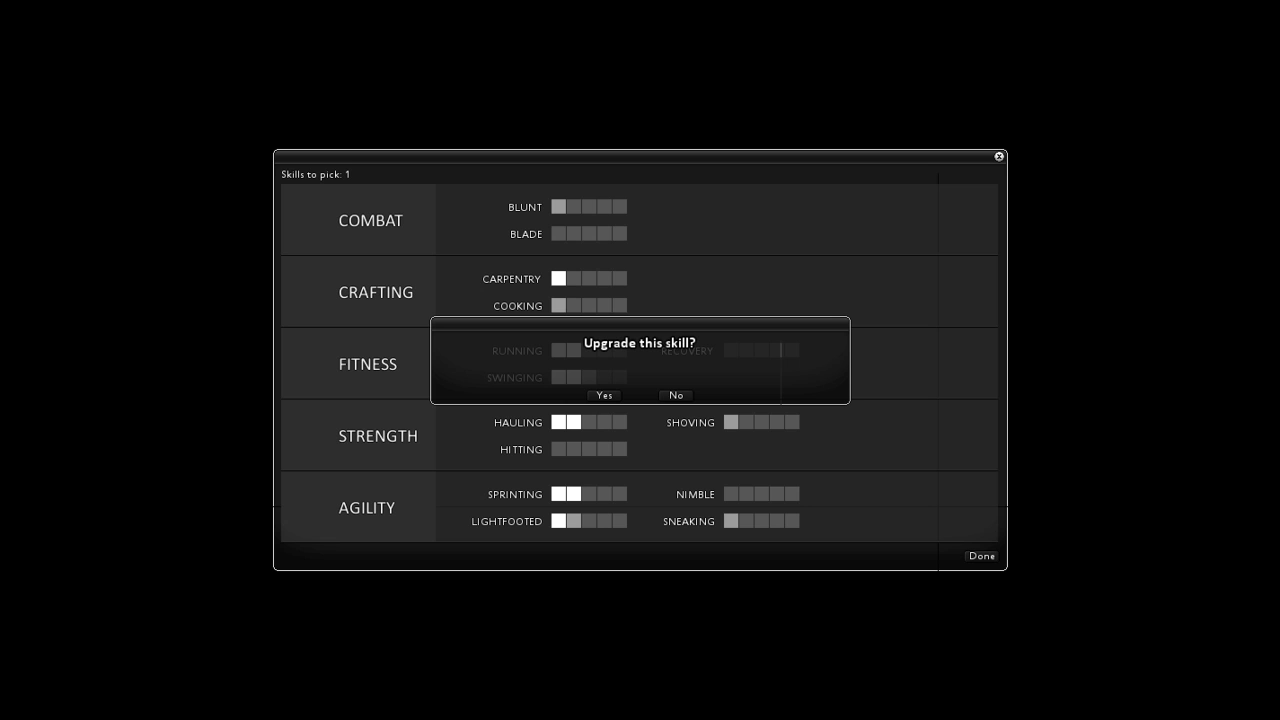 Skills to pick: 1
COMBAT
BLUNT
BLADE
CRAFTING
CARPENTRY
COOKING
Upgrade this skill?
FITNESS
RUNNING RECOVERY
SWINGING
Yes No
STRENGTH
HAULING SHOVING
HITTING
AGILITY
SPRINTING NIMBLE
LIGHTFOOTED SNEAKING
Done